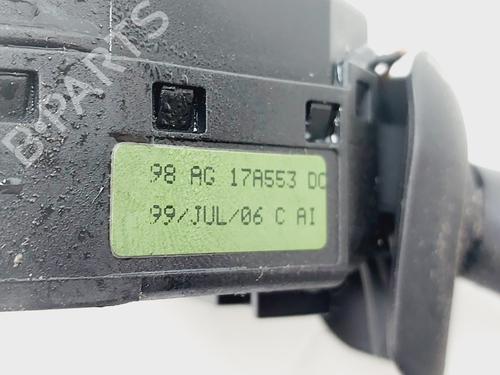 B-PARTS
98 AG 17A553 DC
99/JUL/06 C AI